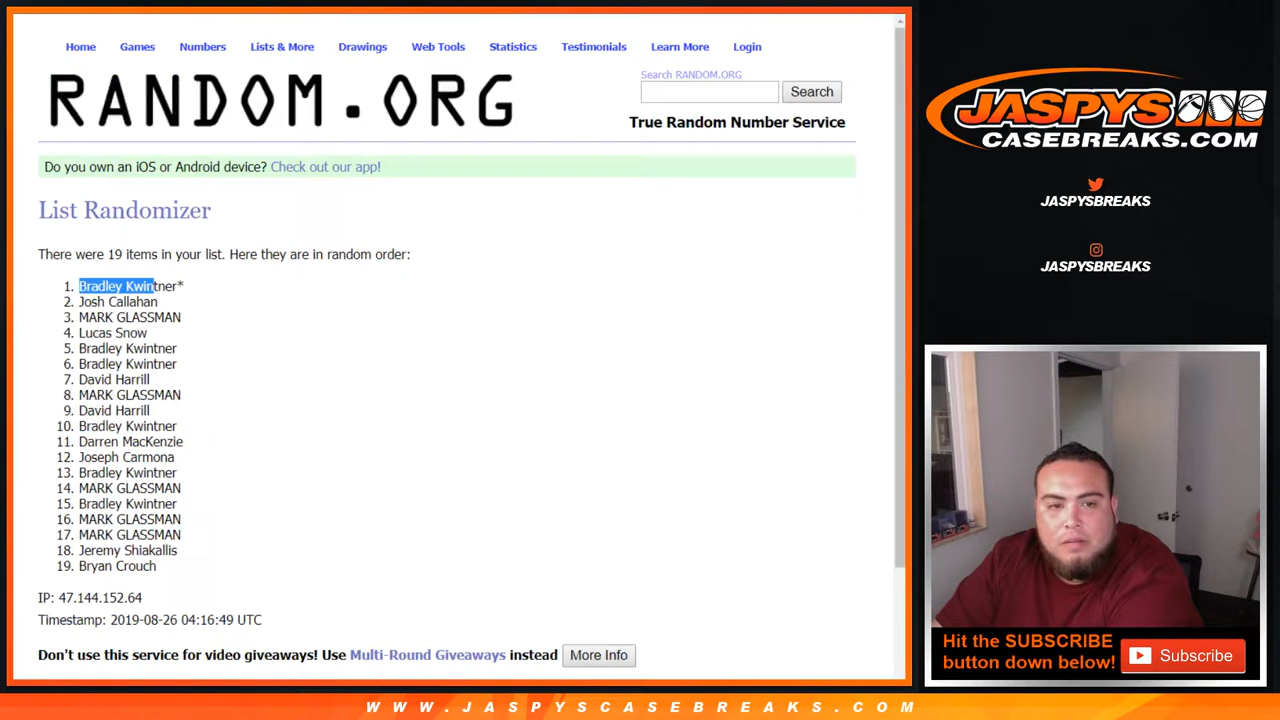 Home Games Numbers Lists & More Drawings Web Tools Statistics Testimonials Learn More Login
RANDOM.ORG
Search RANDOM.ORG
Search
True Random Number Service
Do you own an iOS or Android device? Check out our app!
List Randomizer
There were 19 items in your list. Here they are in random order:
1. Bradley Kwintner*
2. Josh Callahan
3. MARK GLASSMAN
4. Lucas Snow
5. Bradley Kwintner
6. Bradley Kwintner
7. David Harrill
8. MARK GLASSMAN
9. David Harrill
10. Bradley Kwintner
11. Darren MacKenzie
12. Joseph Carmona
13. Bradley Kwintner
14. MARK GLASSMAN
15. Bradley Kwintner
16. MARK GLASSMAN
17. MARK GLASSMAN
18. Jeremy Shiakallis
19. Bryan Crouch
IP: 47.144.152.64
Timestamp: 2019-08-26 04:16:49 UTC
Don't use this service for video giveaways! Use Multi-Round Giveaways instead More Info
JASPYS
CASEBREAKS.COM
JASPYSBREAKS
JASPYSBREAKS
Hit the SUBSCRIBE
button down below!
Subscribe
WWW.JASPYSCASEBREAKS.COM